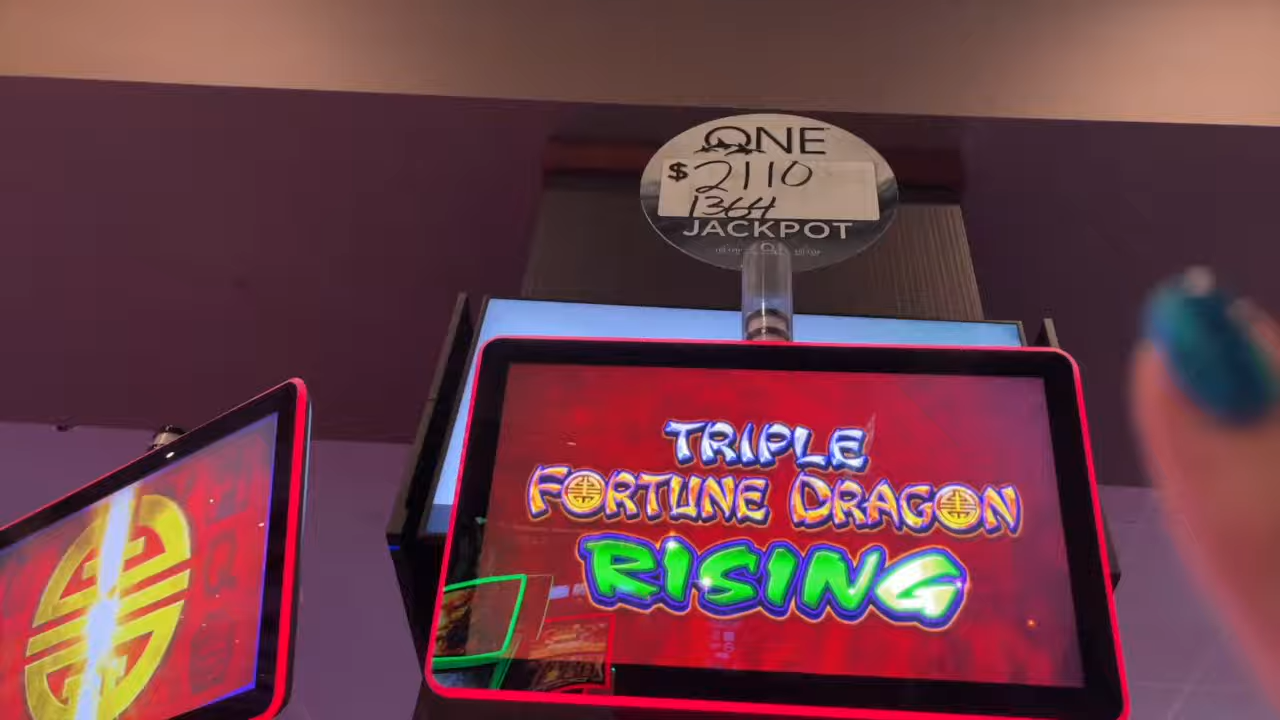 ONE
$2110
1364
JACKPOT
TRIPLE
FORTUNE DRAGON
RISING